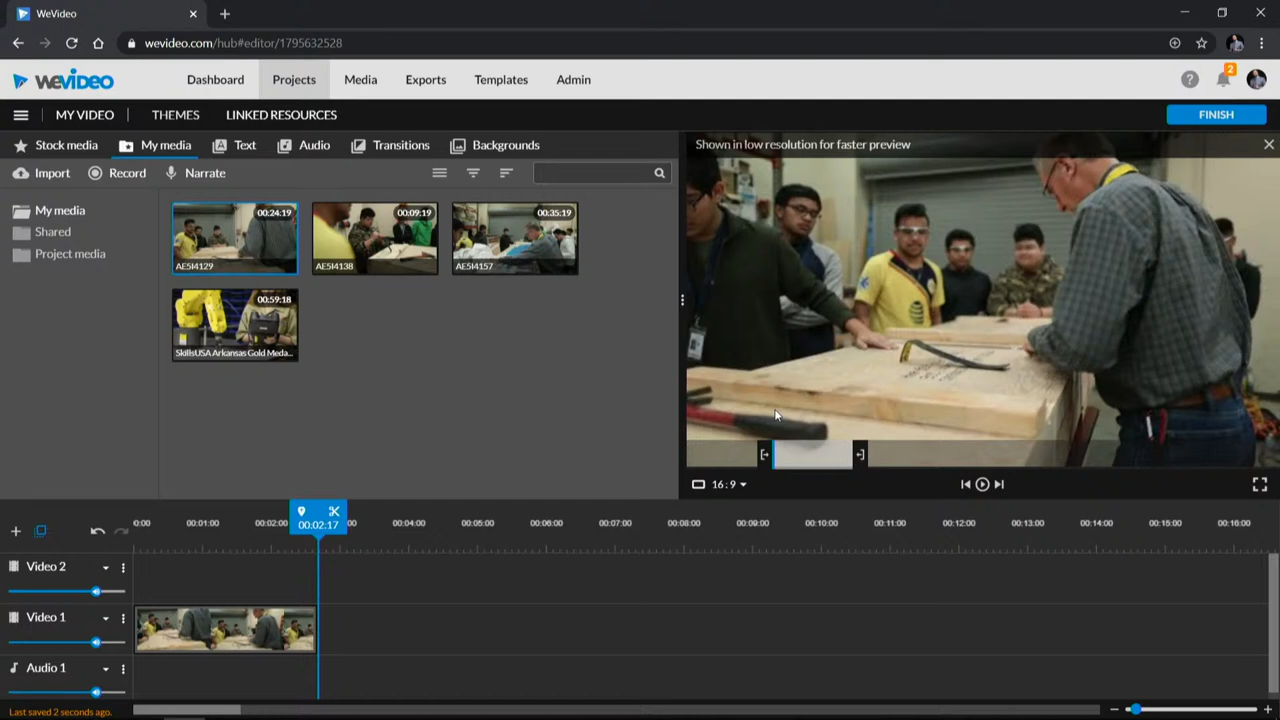 WeVideo
wevideo.com/hub#editor/1795632528
WEVIDEO
Dashboard
Projects
Media
Exports
Templates
Admin
2
MY VIDEO
THEMES
LINKED RESOURCES
FINISH
Stock media
My media
Text
Audio
Transitions
Backgrounds
Shown in low resolution for faster preview
Import
Record
Narrate
My media
Shared
Project media
00:24:19
AE5I4129
00:09:19
AE5I4138
00:35:19
AE5I4157
00:59:18
SkillsUSA Arkansas Gold Meda...
AT&T
16:9
00:02:17
0:00
00:01:00
00:02:00
00:04:00
00:05:00
00:06:00
00:07:00
00:08:00
00:09:00
00:10:00
00:11:00
00:12:00
00:13:00
00:14:00
00:15:00
00:16:00
Video 2
Video 1
Audio 1
Last saved 2 seconds ago.